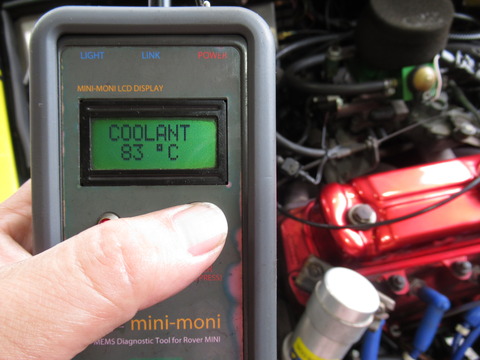 LIGHT LINK POWER
MINI-MONI LCD DISPLAY
COOLANT
83 °C
mini-moni
MEMS Diagnostic Tool for Rover MINI